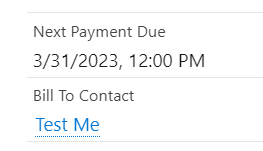 Next Payment Due
3/31/2023, 12:00 PM
Bill To Contact
Test Me